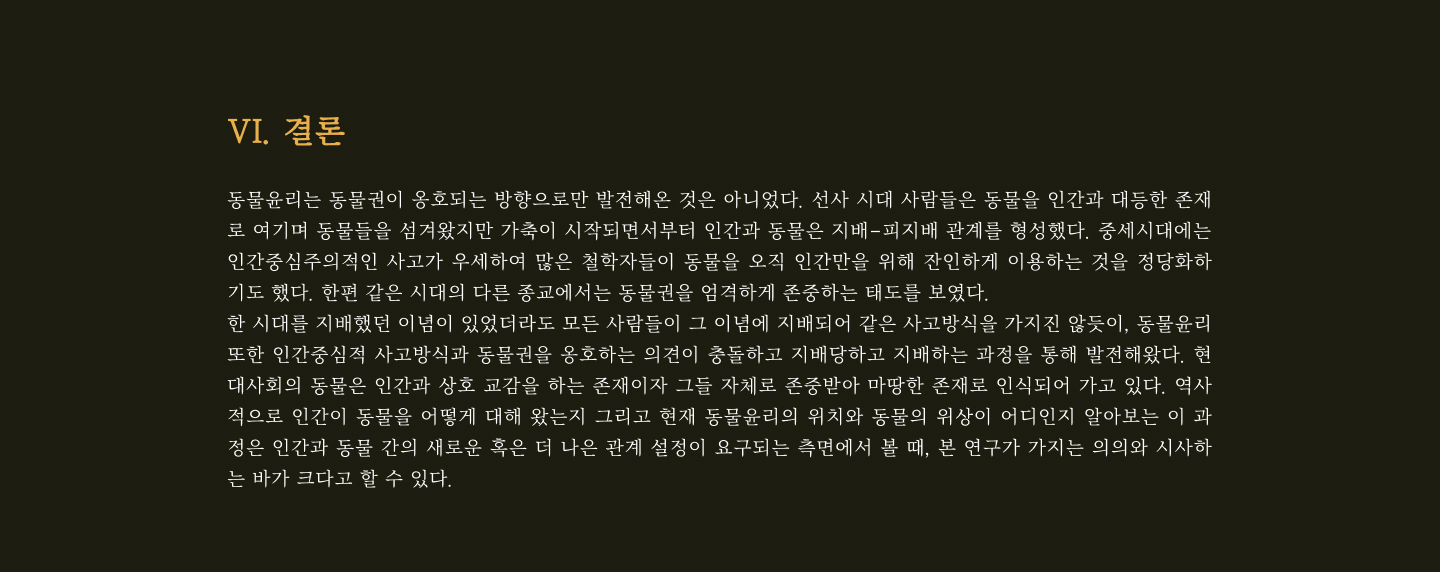 VI. 결론
동물윤리는 동물권이 옹호되는 방향으로만 발전해온 것은 아니었다. 선사 시대 사람들은 동물을 인간과 대등한 존재
로 여기며 동물들을 섬겨왔지만 가축이 시작되면서부터 인간과 동물은 지배-피지배 관계를 형성했다. 중세시대에는
인간중심주의적인 사고가 우세하여 많은 철학자들이 동물을 오직 인간만을 위해 잔인하게 이용하는 것을 정당화하
기도 했다. 한편 같은 시대의 다른 종교에서는 동물권을 엄격하게 존중하는 태도를 보였다.
한 시대를 지배했던 이념이 있었더라도 모든 사람들이 그 이념에 지배되어 같은 사고방식을 가지진 않듯이, 동물윤리
또한 인간중심적 사고방식과 동물권을 옹호하는 의견이 충돌하고 지배당하고 지배하는 과정을 통해 발전해왔다. 현
대사회의 동물은 인간과 상호 교감을 하는 존재이자 그들 자체로 존중받아 마땅한 존재로 인식되어 가고 있다. 역사
적으로 인간이 동물을 어떻게 대해 왔는지 그리고 현재 동물윤리의 위치와 동물의 위상이 어디인지 알아보는 이 과
정은 인간과 동물 간의 새로운 혹은 더 나은 관계 설정이 요구되는 측면에서 볼 때, 본 연구가 가지는 의의와 시사하
는 바가 크다고 할 수 있다.